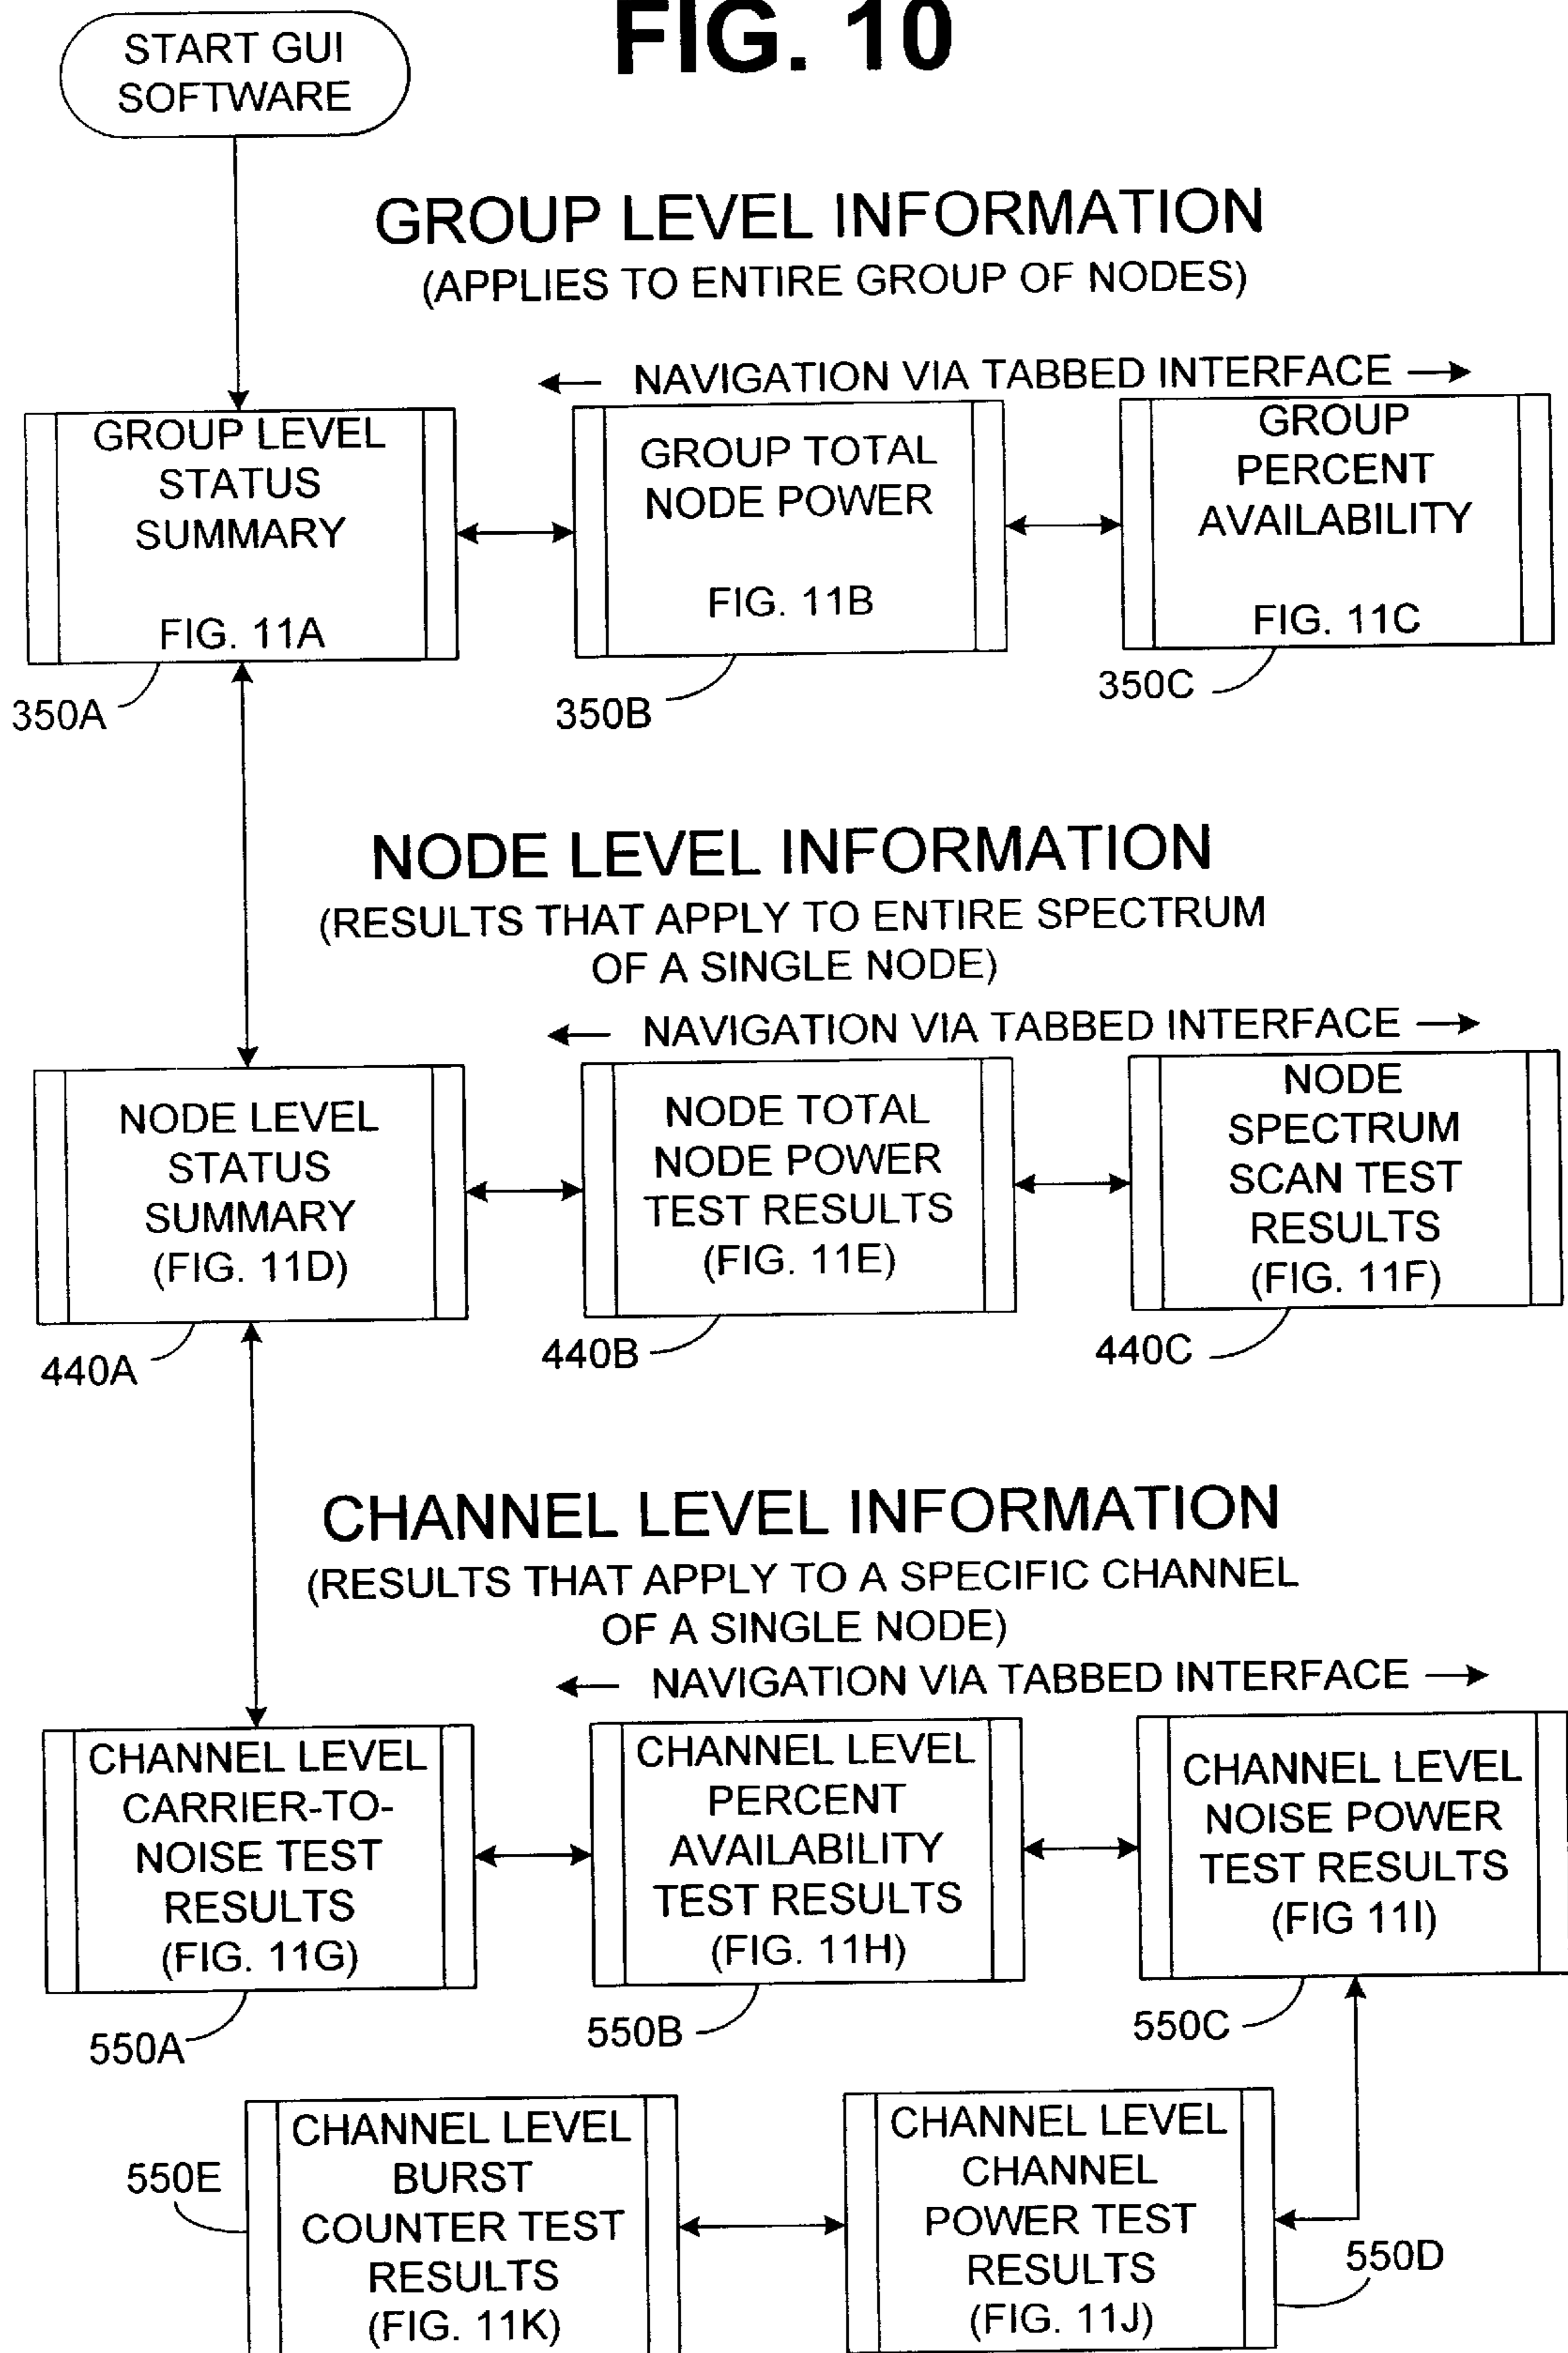 FIG. 10
START GUI
SOFTWARE
GROUP LEVEL INFORMATION
(APPLIES TO ENTIRE GROUP OF NODES)
NAVIGATION VIA TABBED INTERFACE
GROUP LEVEL
STATUS
SUMMARY
FIG. 11A
350A
GROUP TOTAL
NODE POWER
FIG. 11B
350B
GROUP
PERCENT
AVAILABILITY
FIG. 11C
350C
NODE LEVEL INFORMATION
(RESULTS THAT APPLY TO ENTIRE SPECTRUM
OF A SINGLE NODE)
NAVIGATION VIA TABBED INTERFACE
NODE LEVEL
STATUS
SUMMARY
(FIG. 11D)
440A
NODE TOTAL
NODE POWER
TEST RESULTS
(FIG. 11E)
440B
NODE
SPECTRUM
SCAN TEST
RESULTS
(FIG. 11F)
440C
CHANNEL LEVEL INFORMATION
(RESULTS THAT APPLY TO A SPECIFIC CHANNEL
OF A SINGLE NODE)
NAVIGATION VIA TABBED INTERFACE
CHANNEL LEVEL
CARRIER-TO-
NOISE TEST
RESULTS
(FIG. 11G)
550A
CHANNEL LEVEL
PERCENT
AVAILABILITY
TEST RESULTS
(FIG. 11H)
550B
CHANNEL LEVEL
NOISE POWER
TEST RESULTS
(FIG 11I)
550C
550E
CHANNEL LEVEL
BURST
COUNTER TEST
RESULTS
(FIG. 11K)
CHANNEL LEVEL
CHANNEL
POWER TEST
RESULTS
(FIG. 11J)
550D